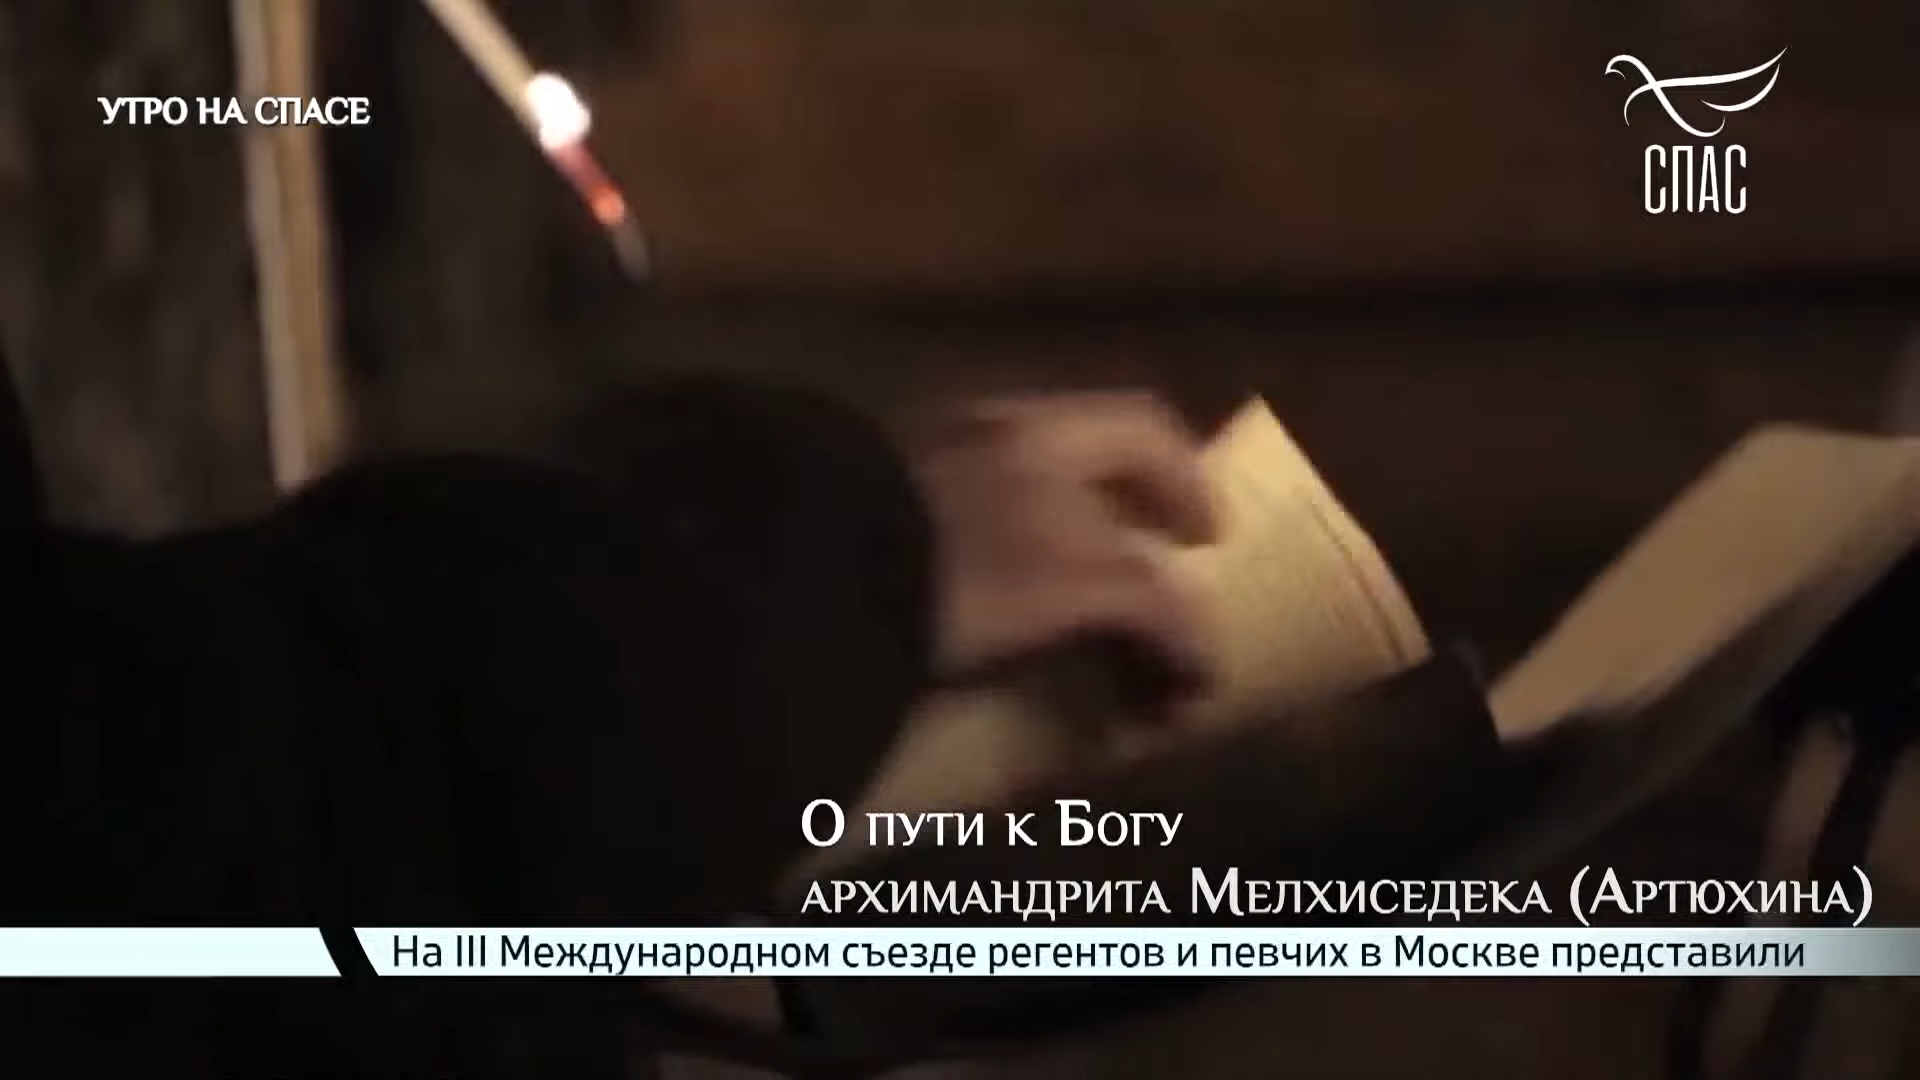 УТРО НА СПАСЕ
СПАС
О ПУТИ К БОГУ
АРХИМАНДРИТА МЕЛХИСЕДЕКА (АРТЮХИНА)
На III Международном съезде регентов и певчих в Москве представили